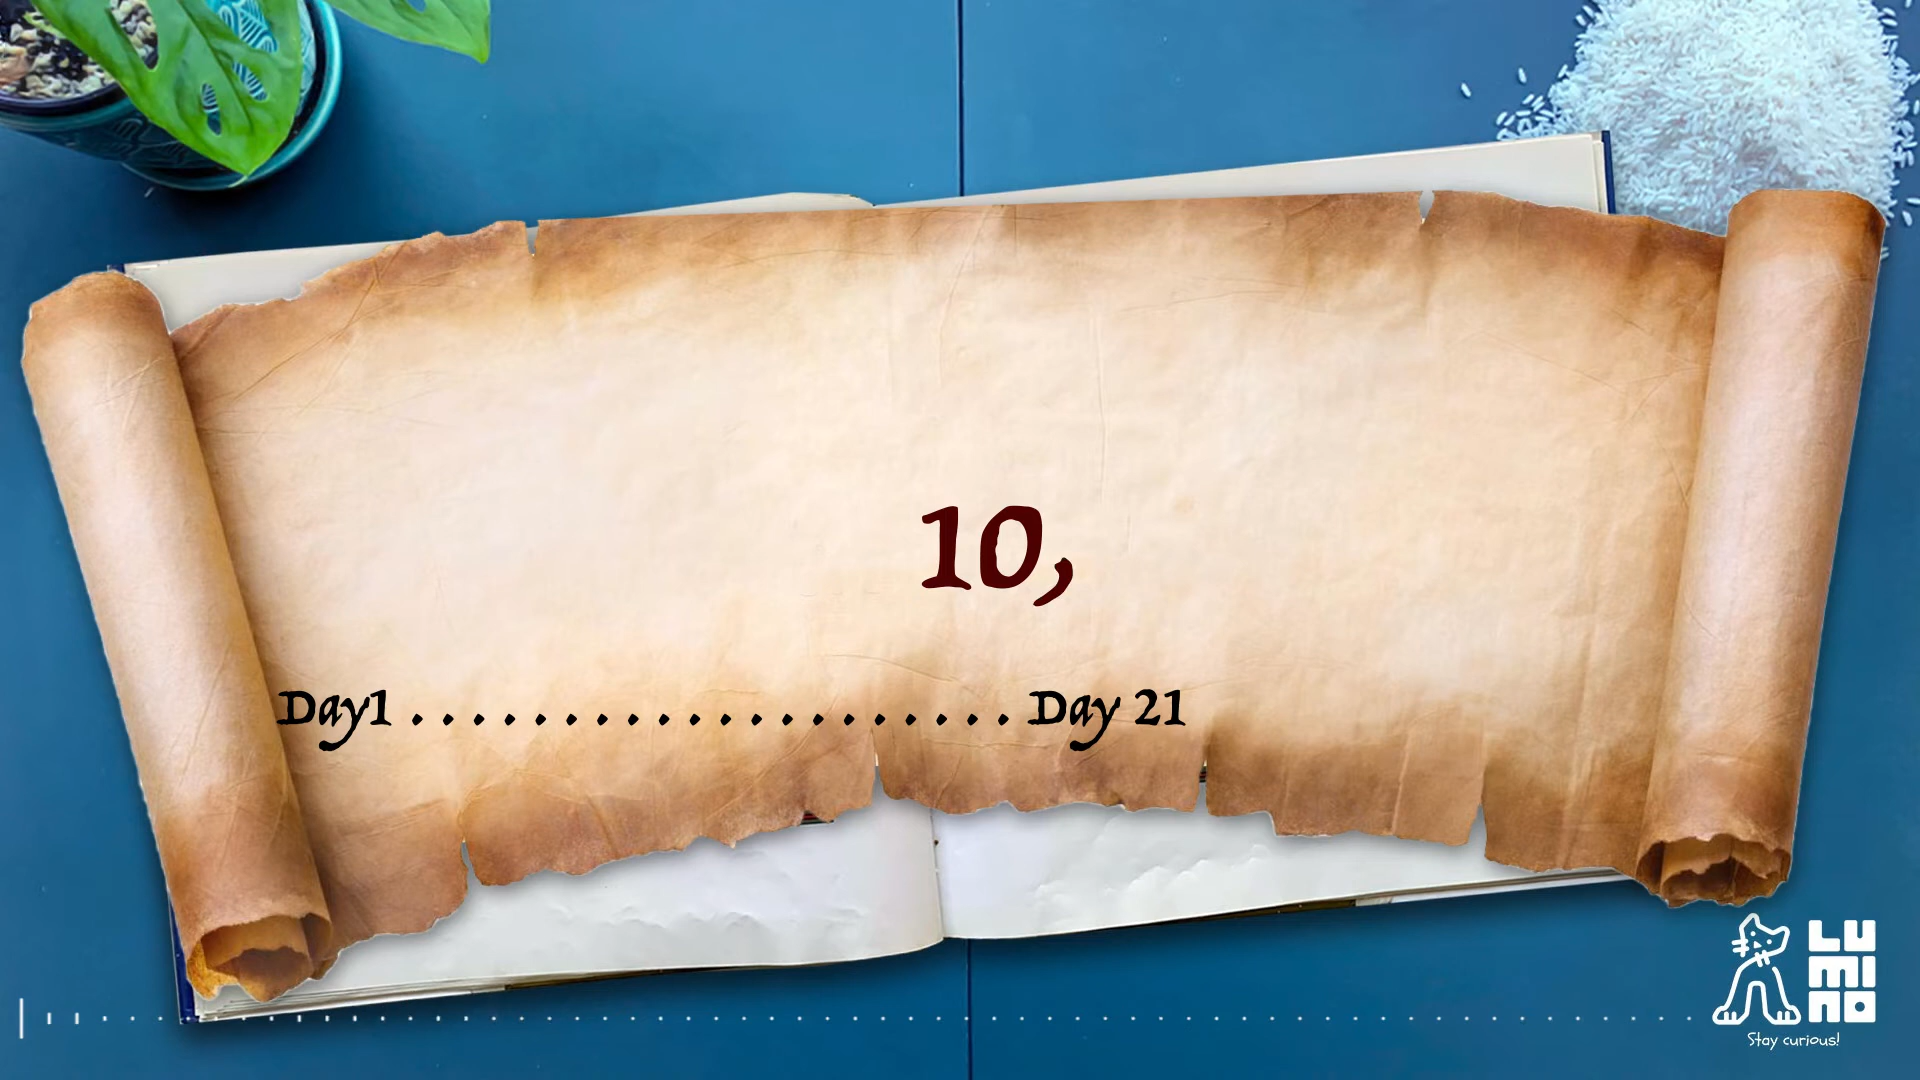 10,
Day1 . . . . . . . . . . . . . . . . . . . . Day 21
LU
MI
NO
Stay curious!